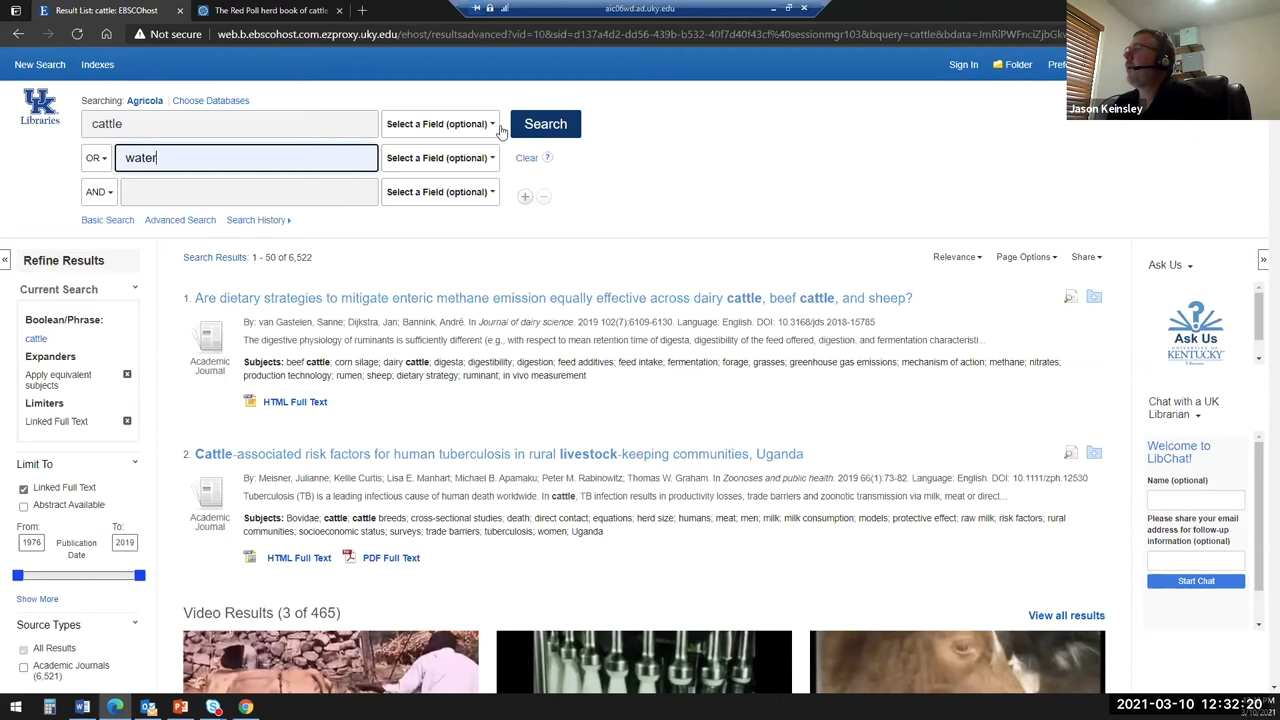 Result List: cattle: EBSCOhost
The Red Poll herd book of cattle
aic06wd.ad.uky.edu
Not secure
web.b.ebscohost.com.ezproxy.uky.edu/ehost/resultsadvanced?vid=10&sid=d137a4d2-dd56-439b-b532-40f7d40f43cf%40sessionmgr103&bquery=cattle&bdata=JmRiPWFnciZjbGk
Jason Keinsley
New Search Indexes
Sign In Folder
UK Libraries
Searching: Agricola Choose Databases
cattle Select a Field (optional) Search
OR water Select a Field (optional) Clear ?
AND Select a Field (optional)
Basic Search Advanced Search Search History
Refine Results
Current Search
Boolean/Phrase:
cattle
Expanders
Apply equivalent
subjects
Limiters
Linked Full Text
Limit To
Linked Full Text
Abstract Available
From: To:
1976 Publication Date 2019
Show More
Source Types
All Results
Academic Journals
(6,521)
Search Results: 1 - 50 of 6,522
Relevance Page Options Share
1. Are dietary strategies to mitigate enteric methane emission equally effective across dairy cattle, beef cattle, and sheep?
By: van Gastelen, Sanne; Dijkstra, Jan; Bannink, André. In Journal of dairy science. 2019 102(7):6109-6130. Language: English. DOI: 10.3168/jds.2018-15785
The digestive physiology of ruminants is sufficiently different (e.g., with respect to mean retention time of digesta, digestibility of the feed offered, digestion, and fermentation characteristi...
Academic Journal
Subjects: beef cattle; corn silage; dairy cattle; digesta; digestibility; digestion; feed additives; feed intake; fermentation; forage; grasses; greenhouse gas emissions; mechanism of action; methane; nitrates;
production technology; rumen; sheep; dietary strategy; ruminant; in vivo measurement
HTML Full Text
2. Cattle-associated risk factors for human tuberculosis in rural livestock-keeping communities, Uganda
By: Meisner, Julianne; Kellie Curtis; Lisa E. Manhart; Michael B. Apamaku; Peter M. Rabinowitz; Thomas W. Graham. In Zoonoses and public health. 2019 66(1):73-82. Language: English. DOI: 10.1111/zph.12530
Tuberculosis (TB) is a leading infectious cause of human death worldwide. In cattle, TB infection results in productivity losses, trade barriers and zoonotic transmission via milk, meat or direct...
Academic Journal
Subjects: Bovidae; cattle; cattle breeds; cross-sectional studies; death; direct contact; equations; herd size; humans; meat; men; milk; milk consumption; models; protective effect; raw milk; risk factors; rural
communities; socioeconomic status; surveys; trade barriers; tuberculosis; women; Uganda
HTML Full Text PDF Full Text
Video Results (3 of 465)
View all results
Ask Us
Ask Us
UNIVERSITY OF KENTUCKY
Chat with a UK
Librarian
Welcome to
LibChat!
Name (optional)
Please share your email
address for follow-up
information (optional)
Start Chat
2021-03-10 12:32:20